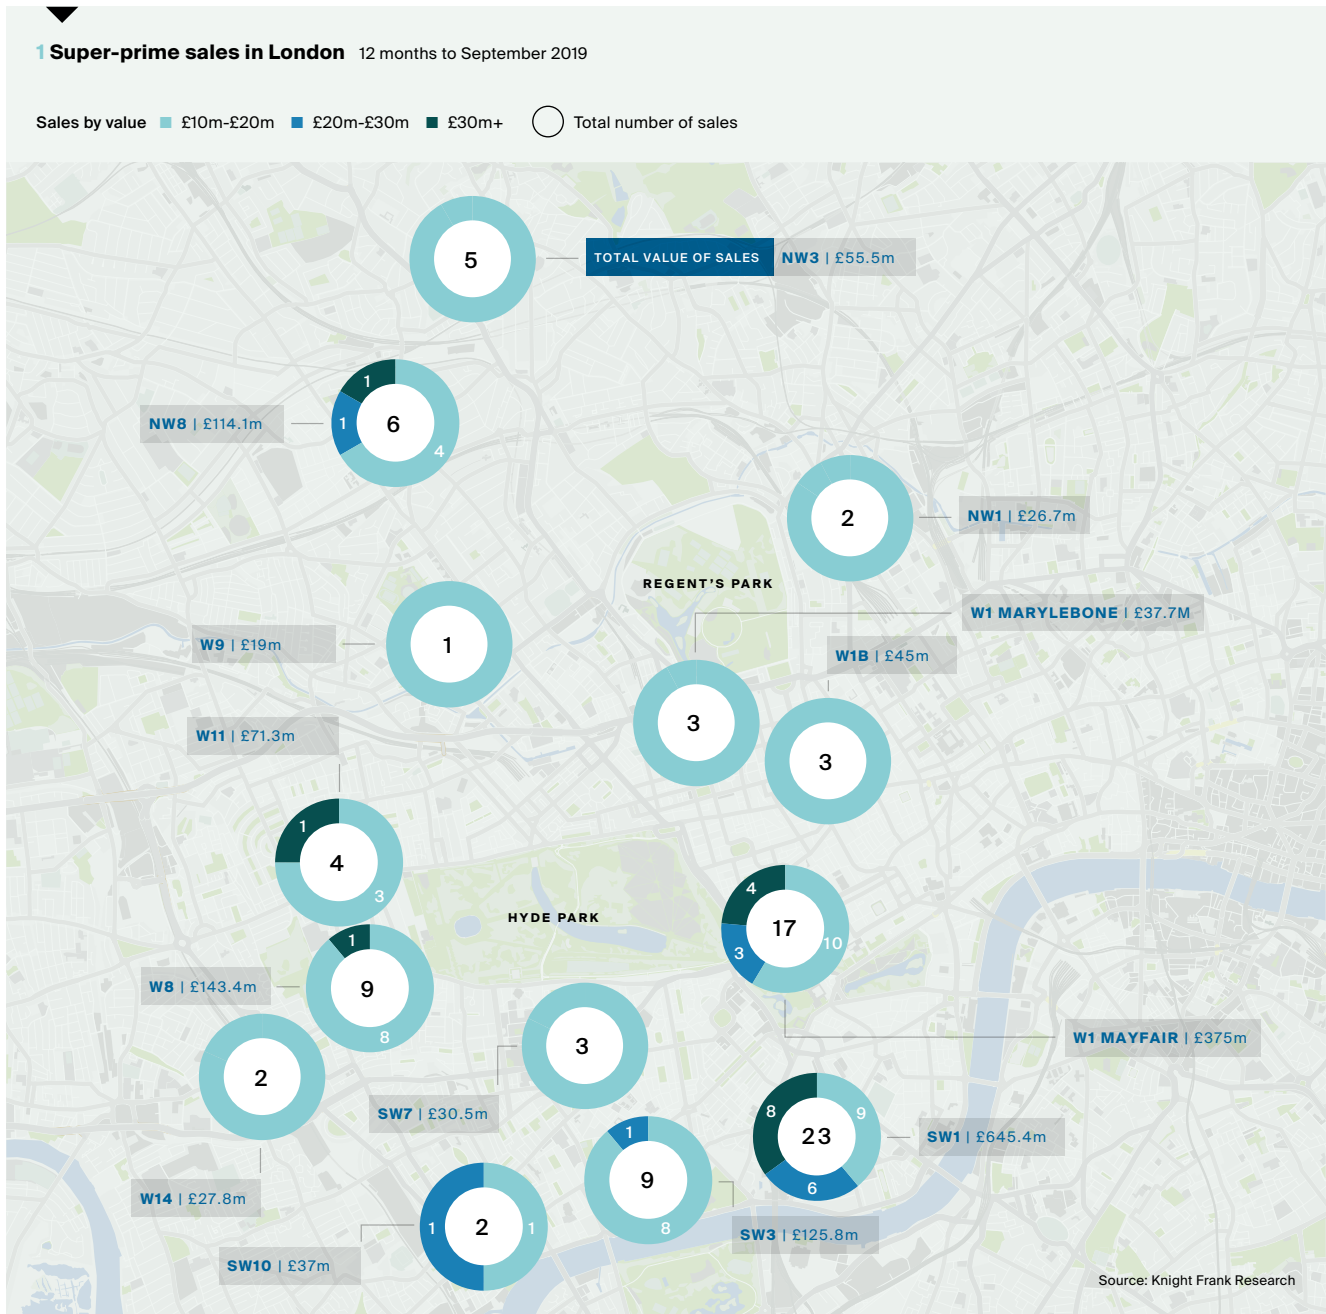 1 Super-prime sales in London 12 months to September 2019
Sales by value £10m-£20m £20m-£30m £30m+ Total number of sales
5
TOTAL VALUE OF SALES NW3 | £55.5m
1
NW8 | £114.1m
1
6
4
2
NW1 | £26.7m
REGENT'S PARK
W1 MARYLEBONE | £37.7M
W9 | £19m
1
W1B | £45m
3
3
W11 | £71.3m
1
4
3
HYDE PARK
4
17
10
3
1
W8 | £143.4m
9
8
W1 MAYFAIR | £375m
3
2
SW7 | £30.5m
8
9
23
6
SW1 | £645.4m
1
9
8
W14 | £27.8m
SW3 | £125.8m
1
2
1
SW10 | £37m
Source: Knight Frank Research